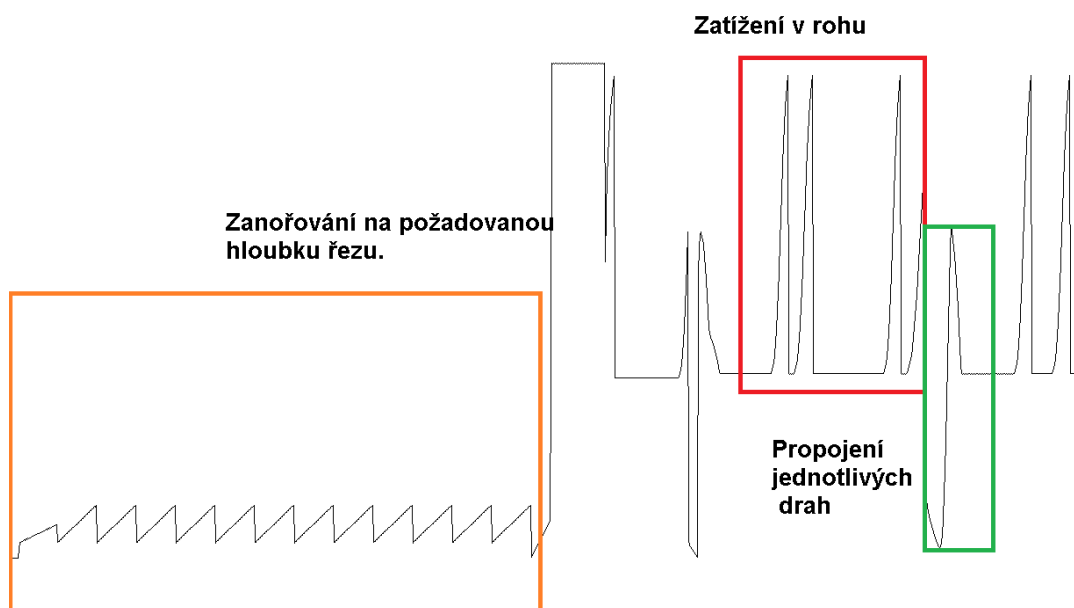 Zatížení v rohu
Zanořování na požadovanou
hloubku řezu.
Propojení
jednotlivých
drah